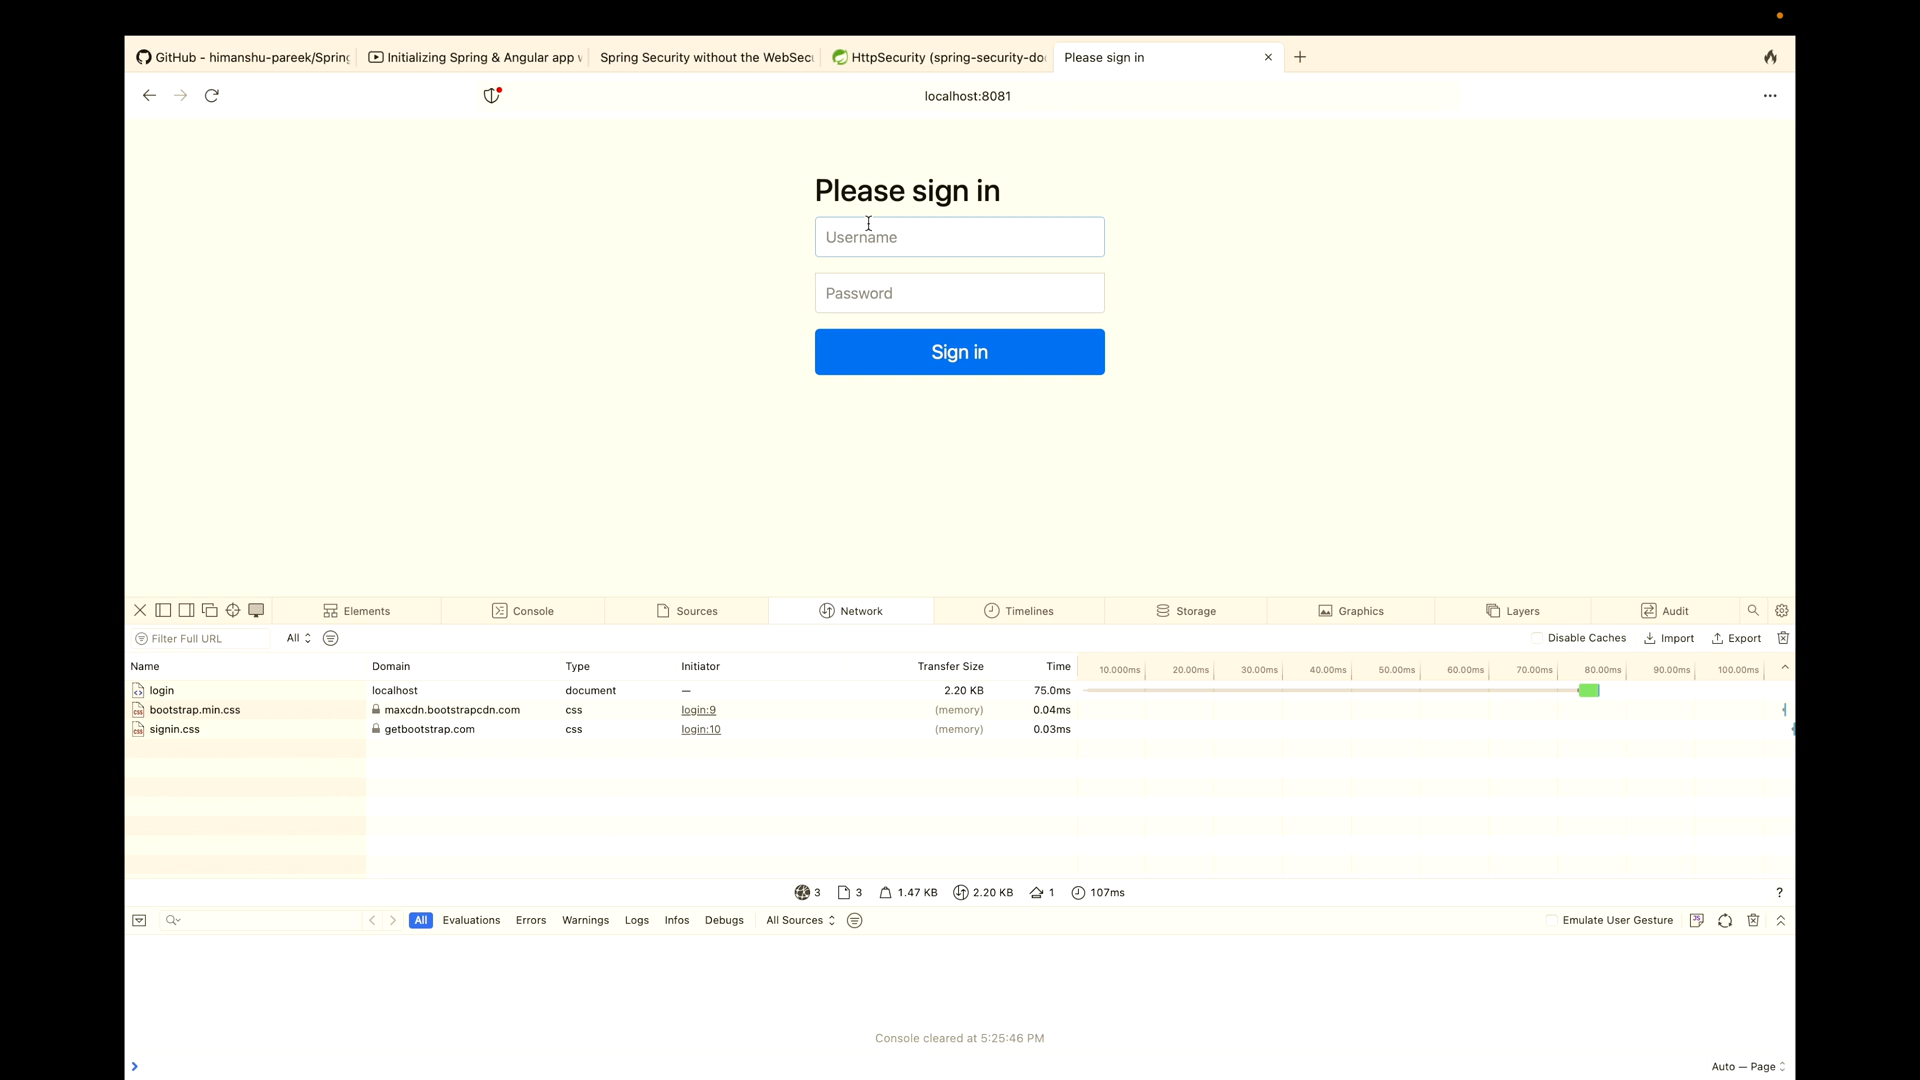 GitHub - himanshu-pareek/Spring
Initializing Spring & Angular app
Spring Security without the WebSecu
HttpSecurity (spring-security-do
Please sign in
localhost:8081
Please sign in
Username
Password
Sign in
Elements Console Sources Network Timelines Storage Graphics Layers Audit
Filter Full URL All Disable Caches Import Export
Name Domain Type Initiator Transfer Size Time 10.000ms 20.00ms 30.00ms 40.00ms 50.00ms 60.00ms 70.00ms 80.00ms 90.00ms 100.00ms
login localhost document — 2.20 KB 75.0ms
bootstrap.min.css maxcdn.bootstrapcdn.com css login:9 (memory) 0.04ms
signin.css getbootstrap.com css login:10 (memory) 0.03ms
3 3 1.47 KB 2.20 KB 1 107ms ?
All Evaluations Errors Warnings Logs Infos Debugs All Sources Emulate User Gesture
Console cleared at 5:25:46 PM
Auto — Page